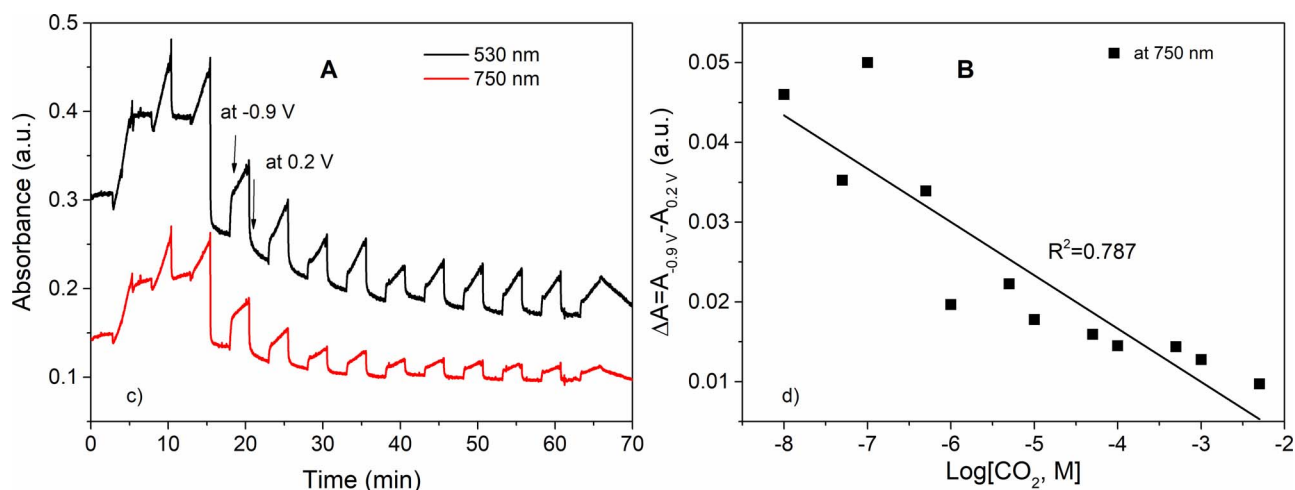 0.5
0.4
0.3
0.2
0.1
Absorbance (a.u.)
A
530 nm
750 nm
at -0.9 V
at 0.2 V
c)
0 10 20 30 40 50 60 70
Time (min)
0.05
0.04
0.03
0.02
0.01
ΔA=A-0.9 V-A0.2 V (a.u.)
B
at 750 nm
R²=0.787
d)
-8 -7 -6 -5 -4 -3 -2
Log[CO₂, M]